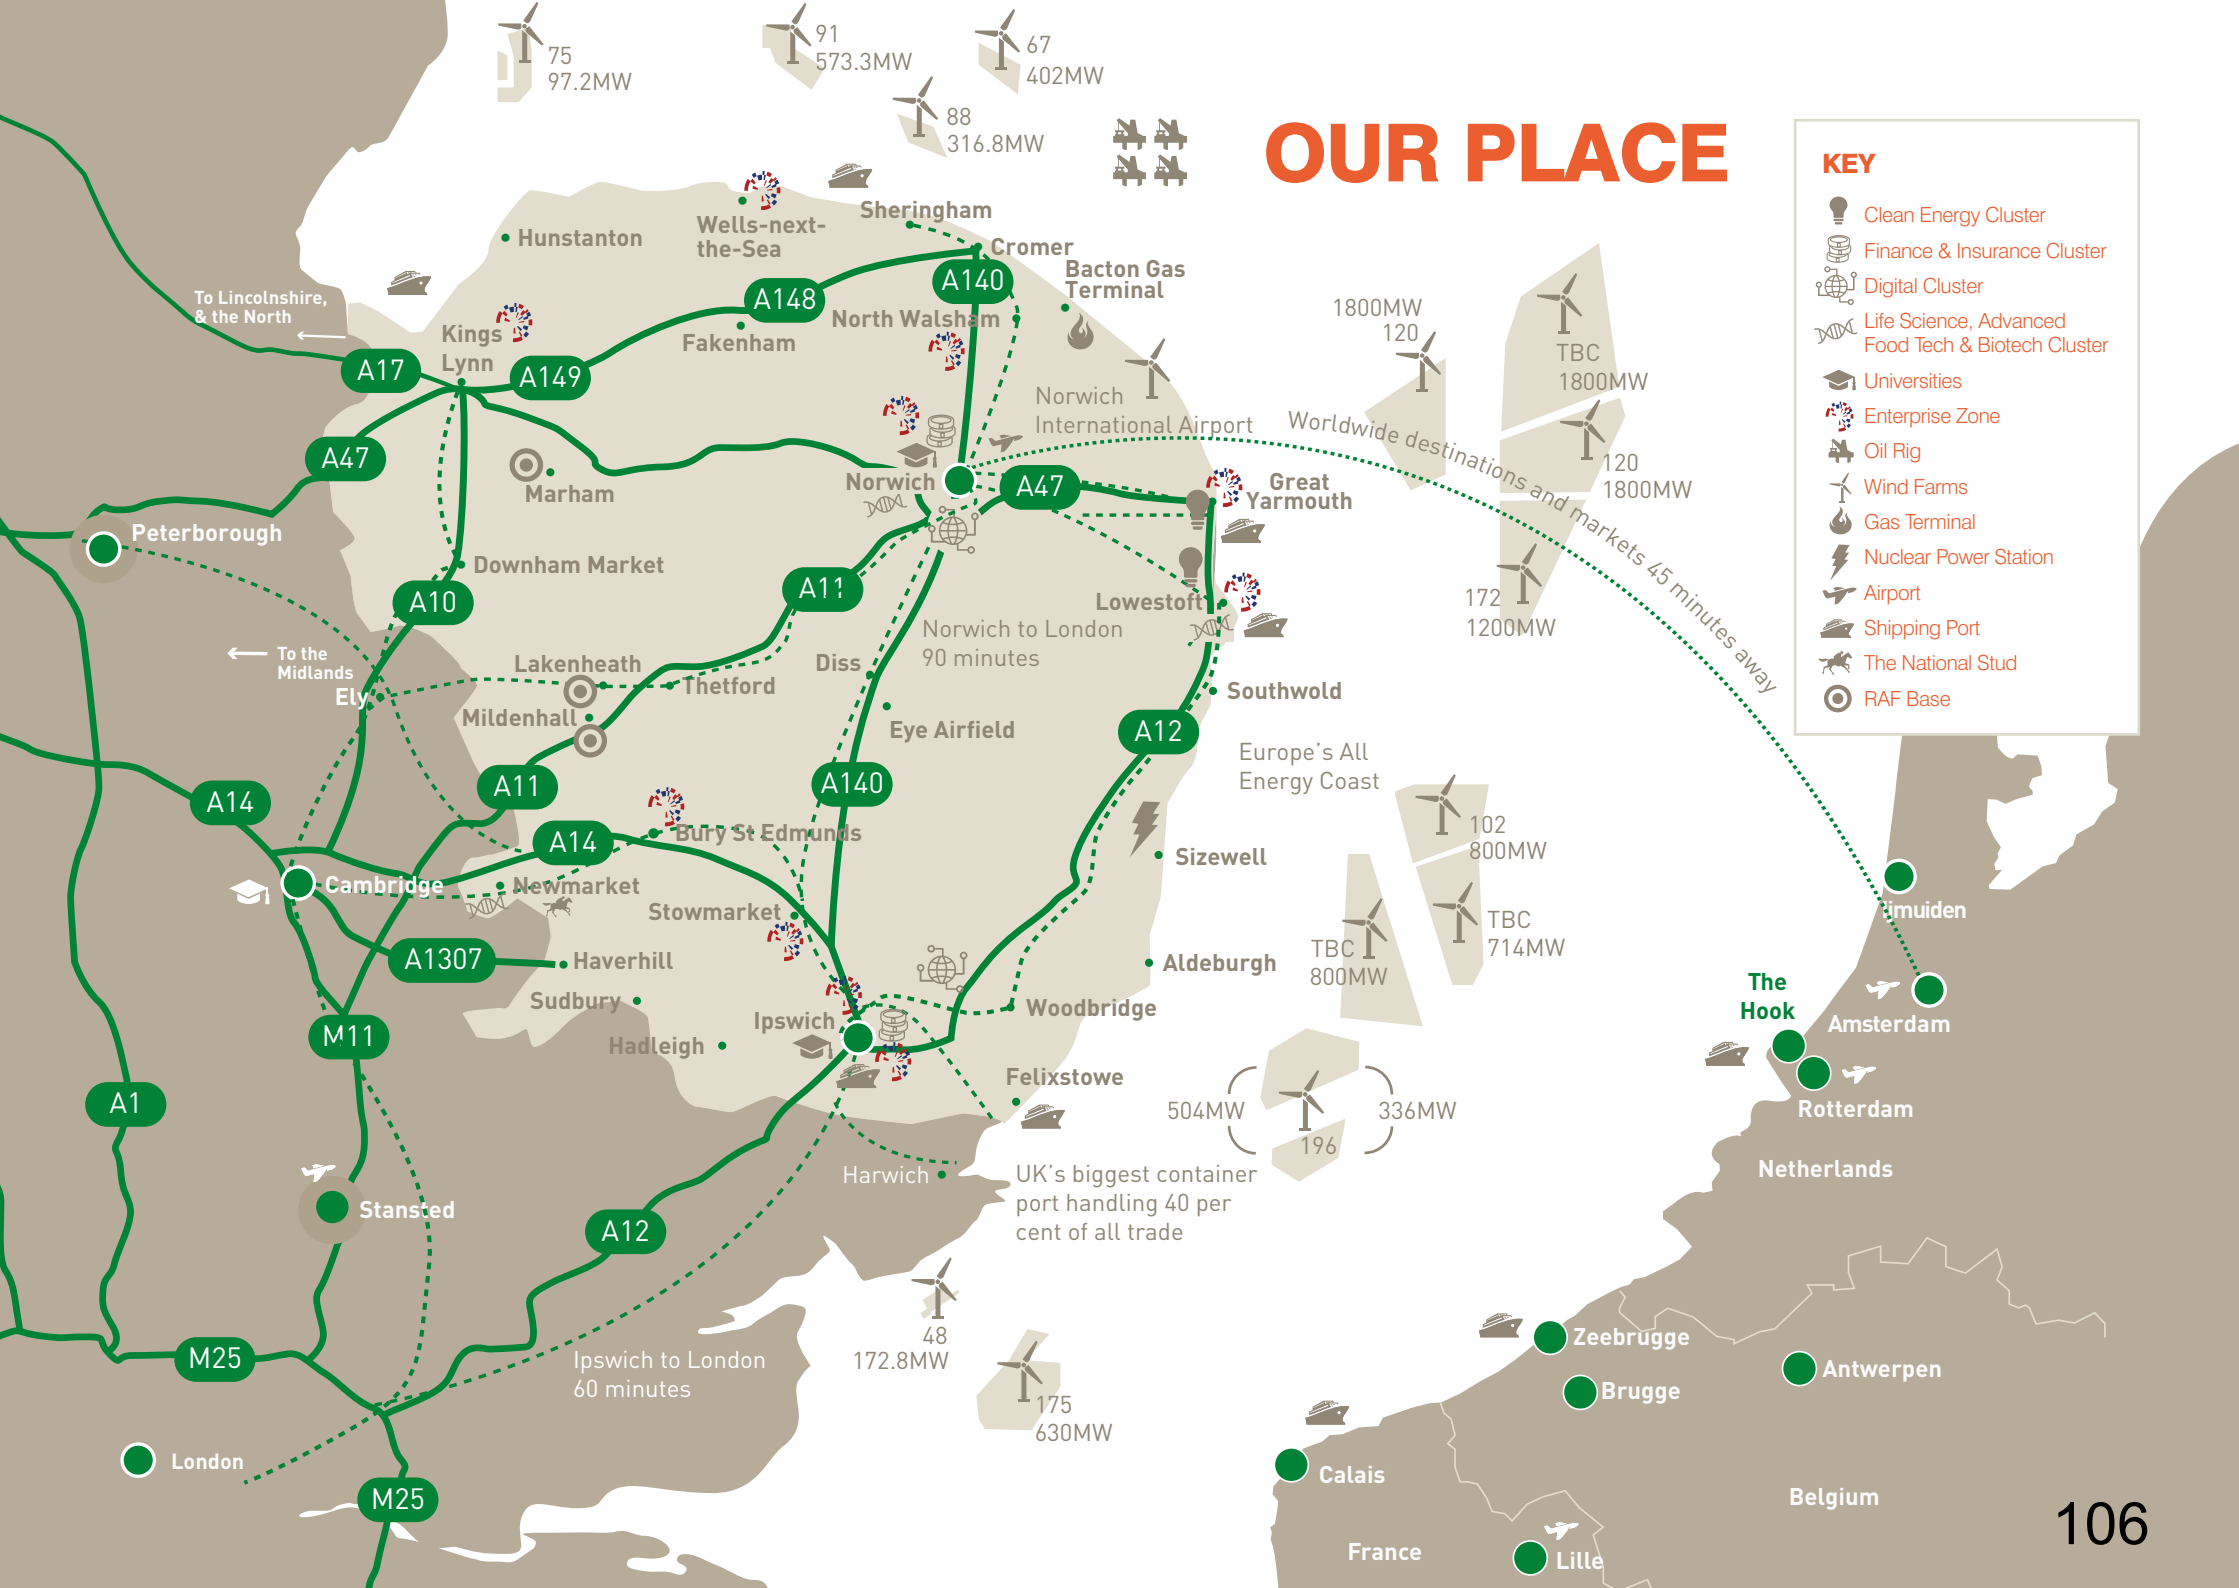 75
97.2MW
91
573.3MW
67
402MW
88
316.8MW
OUR PLACE
KEY
Clean Energy Cluster
Finance & Insurance Cluster
Digital Cluster
Life Science, Advanced
Food Tech & Biotech Cluster
Universities
Enterprise Zone
Oil Rig
Wind Farms
Gas Terminal
Nuclear Power Station
Airport
Shipping Port
The National Stud
RAF Base
Hunstanton
Wells-next-
the-Sea
Sheringham
Cromer
Bacton Gas
Terminal
A140
A148
North Walsham
Fakenham
To Lincolnshire,
& the North
Kings
Lynn
A17
A149
A47
Marham
Norwich
International Airport
Norwich
A47
Great
Yarmouth
1800MW
120
TBC
1800MW
120
1800MW
172
1200MW
Worldwide destinations and markets 45 minutes away
Peterborough
Downham Market
A10
A11
Lowestoft
Norwich to London
90 minutes
To the
Midlands
Ely
Lakenheath
Thetford
Mildenhall
Diss
Eye Airfield
Southwold
A12
Europe's All
Energy Coast
A14
A11
A140
A14
Bury St Edmunds
Sizewell
102
800MW
TBC
714MW
TBC
800MW
Cambridge
Newmarket
Stowmarket
A1307
Haverhill
Sudbury
Aldeburgh
Woodbridge
Ipswich
Hadleigh
M11
A1
Felixstowe
504MW
336MW
196
Harwich
UK's biggest container
port handling 40 per
cent of all trade
Stansted
A12
48
172.8MW
175
630MW
M25
Ipswich to London
60 minutes
London
M25
Ijmuiden
The
Hook
Amsterdam
Rotterdam
Netherlands
Zeebrugge
Antwerpen
Brugge
Calais
Belgium
France
Lille
106